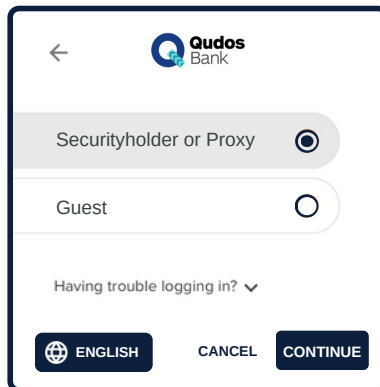 Qudos
Bank
Securityholder or Proxy
Guest
Having trouble logging in?
ENGLISH CANCEL CONTINUE